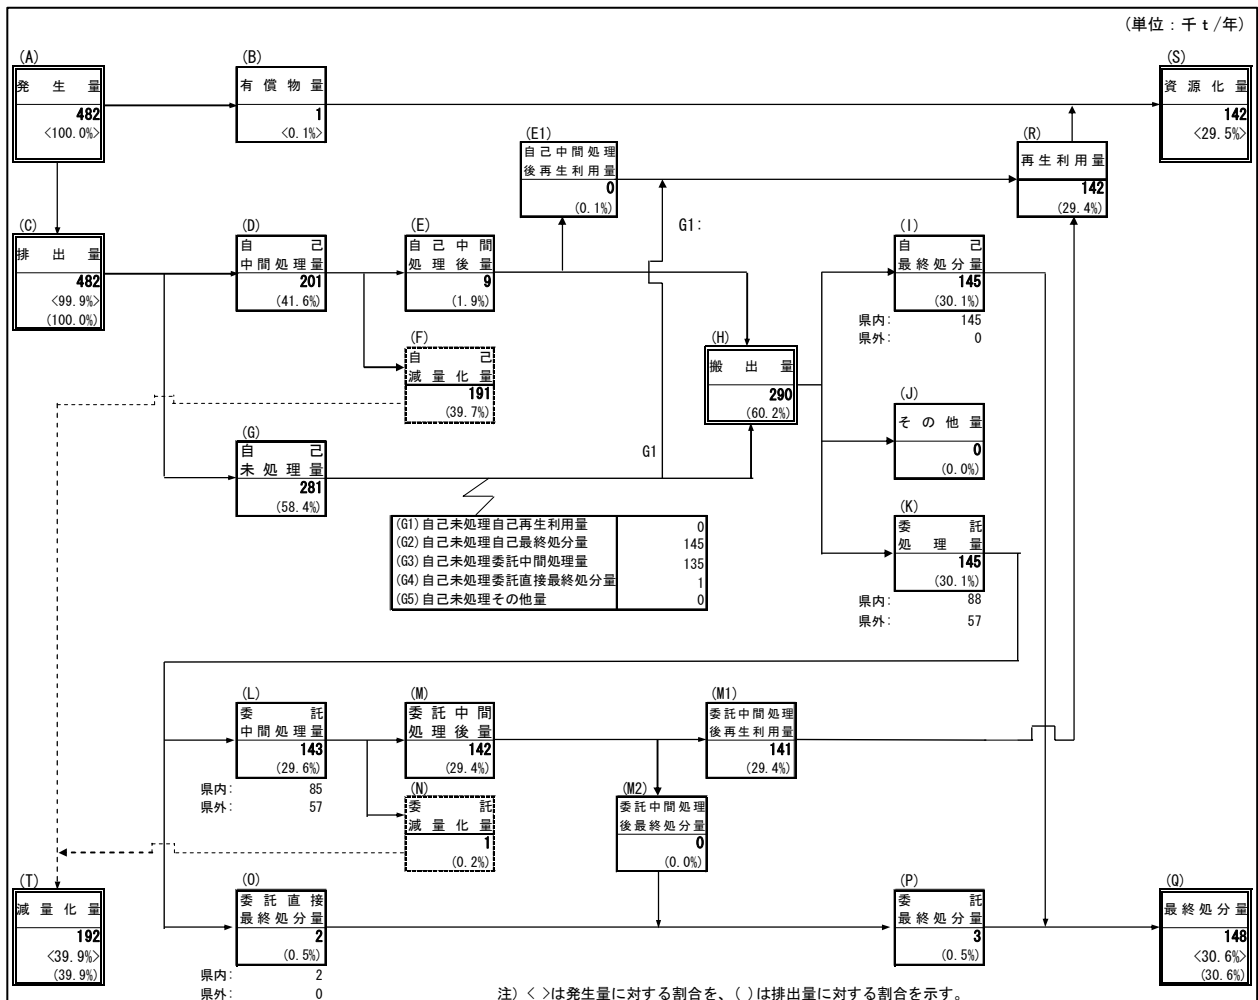 (単位：千ｔ/年)
(A)
発生量
482
<100.0%>
(B)
有償物量
1
<0.1%>
(S)
資源化量
142
<29.5%>
(E1)
自己中間処理
後再生利用量
0
(0.1%)
(R)
再生利用量
142
(29.4%)
G1:
(C)
排出量
482
<99.9%>
(100.0%)
(D)
自己
中間処理量
201
(41.6%)
(E)
自己中間
処理後量
9
(1.9%)
(I)
自己
最終処分量
145
(30.1%)
県内: 145
県外: 0
(F)
自己
減量化量
191
(39.7%)
(H)
搬出量
290
(60.2%)
(J)
その他量
0
(0.0%)
(G)
自己
未処理量
281
(58.4%)
G1
(G1)自己未処理自己再生利用量 0
(G2)自己未処理自己最終処分量 145
(G3)自己未処理委託中間処理量 135
(G4)自己未処理委託直接最終処分量 1
(G5)自己未処理その他量 0
(K)
委託
処理量
145
(30.1%)
県内: 88
県外: 57
(L)
委託
中間処理量
143
(29.6%)
県内: 85
県外: 57
(M)
委託中間
処理後量
142
(29.4%)
(M1)
委託中間処理
後再生利用量
141
(29.4%)
(N)
委託
減量化量
1
(0.2%)
(M2)
委託中間処理
後最終処分量
0
(0.0%)
(T)
減量化量
192
<39.9%>
(39.9%)
(O)
委託直接
最終処分量
2
(0.5%)
県内: 2
県外: 0
(P)
委託
最終処分量
3
(0.5%)
(Q)
最終処分量
148
<30.6%>
(30.6%)
注）< >は発生量に対する割合を、( )は排出量に対する割合を示す。